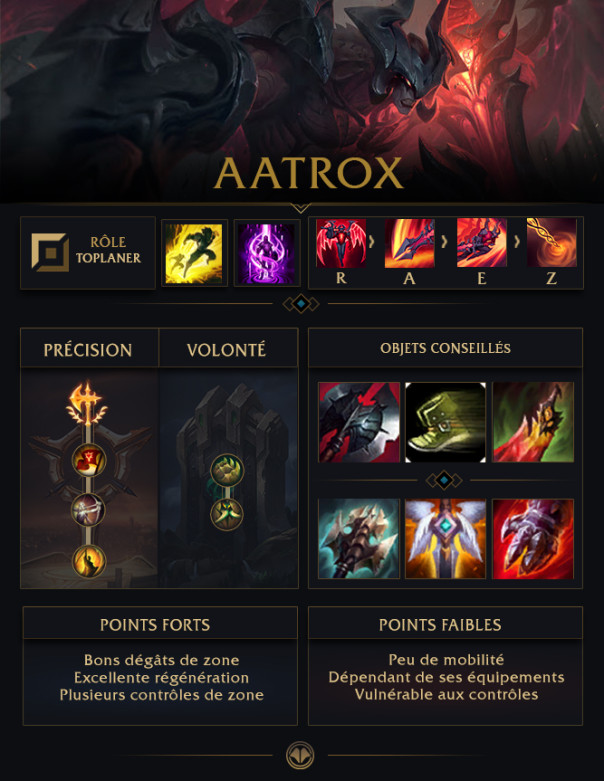 AATROX
RÔLE
TOPLANER
R
A
E
Z
PRÉCISION
VOLONTÉ
OBJETS CONSEILLÉS
POINTS FORTS
Bons dégâts de zone
Excellente régénération
Plusieurs contrôles de zone
POINTS FAIBLES
Peu de mobilité
Dépendant de ses équipements
Vulnérable aux contrôles